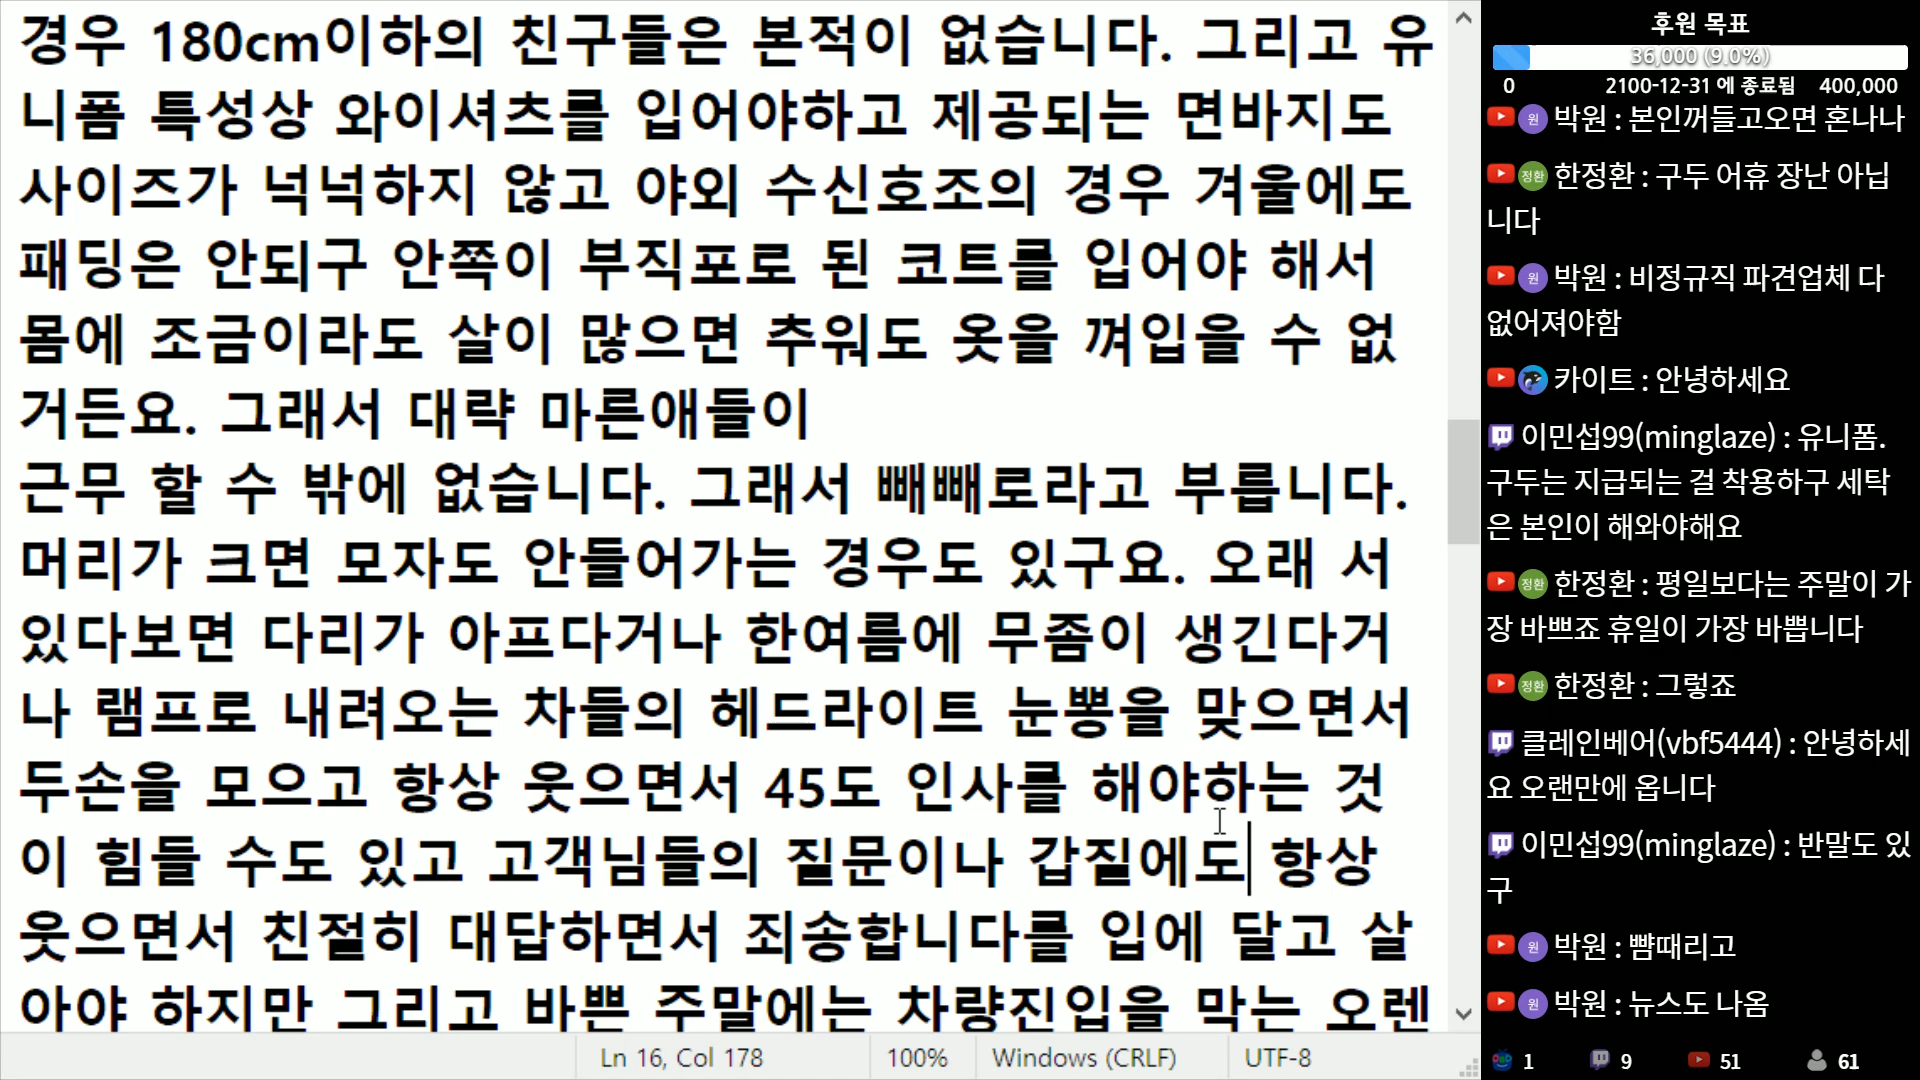 경우 180cm이하의 친구들은 본적이 없습니다. 그리고 유
니폼 특성상 와이셔츠를 입어야하고 제공되는 면바지도
사이즈가 넉넉하지 않고 야외 수신호조의 경우 겨울에도
패딩은 안되구 안쪽이 부직포로 된 코트를 입어야 해서
몸에 조금이라도 살이 많으면 추워도 옷을 껴입을 수 없
거든요. 그래서 대략 마른애들이
근무 할 수 밖에 없습니다. 그래서 빼빼로라고 부릅니다.
머리가 크면 모자도 안들어가는 경우도 있구요. 오래 서
있다보면 다리가 아프다거나 한여름에 무좀이 생긴다거
나 램프로 내려오는 차들의 헤드라이트 눈뽕을 맞으면서
두손을 모으고 항상 웃으면서 45도 인사를 해야하는 것
이 힘들 수도 있고 고객님들의 질문이나 갑질에도 항상
웃으면서 친절히 대답하면서 죄송합니다를 입에 달고 살
아야 하지만 그리고 바쁜 주말에는 차량진입을 막는 오렌
Ln 16, Col 178
100%
Windows (CRLF)
UTF-8
후원 목표
36,000 (9.0%)
0 2100-12-31 에 종료됨 400,000
원 박원 : 본인꺼들고오면 혼나나
정환 한정환 : 구두 어휴 장난 아닙
니다
원 박원 : 비정규직 파견업체 다
없어져야함
카이트 : 안녕하세요
이민섭99(minglaze) : 유니폼.
구두는 지급되는 걸 착용하구 세탁
은 본인이 해와야해요
정환 한정환 : 평일보다는 주말이 가
장 바쁘죠 휴일이 가장 바쁩니다
정환 한정환 : 그렇죠
클레인베어(vbf5444) : 안녕하세
요 오랜만에 옵니다
이민섭99(minglaze) : 반말도 있
구
원 박원 : 뺨때리고
원 박원 : 뉴스도 나옴
1 9 51 61